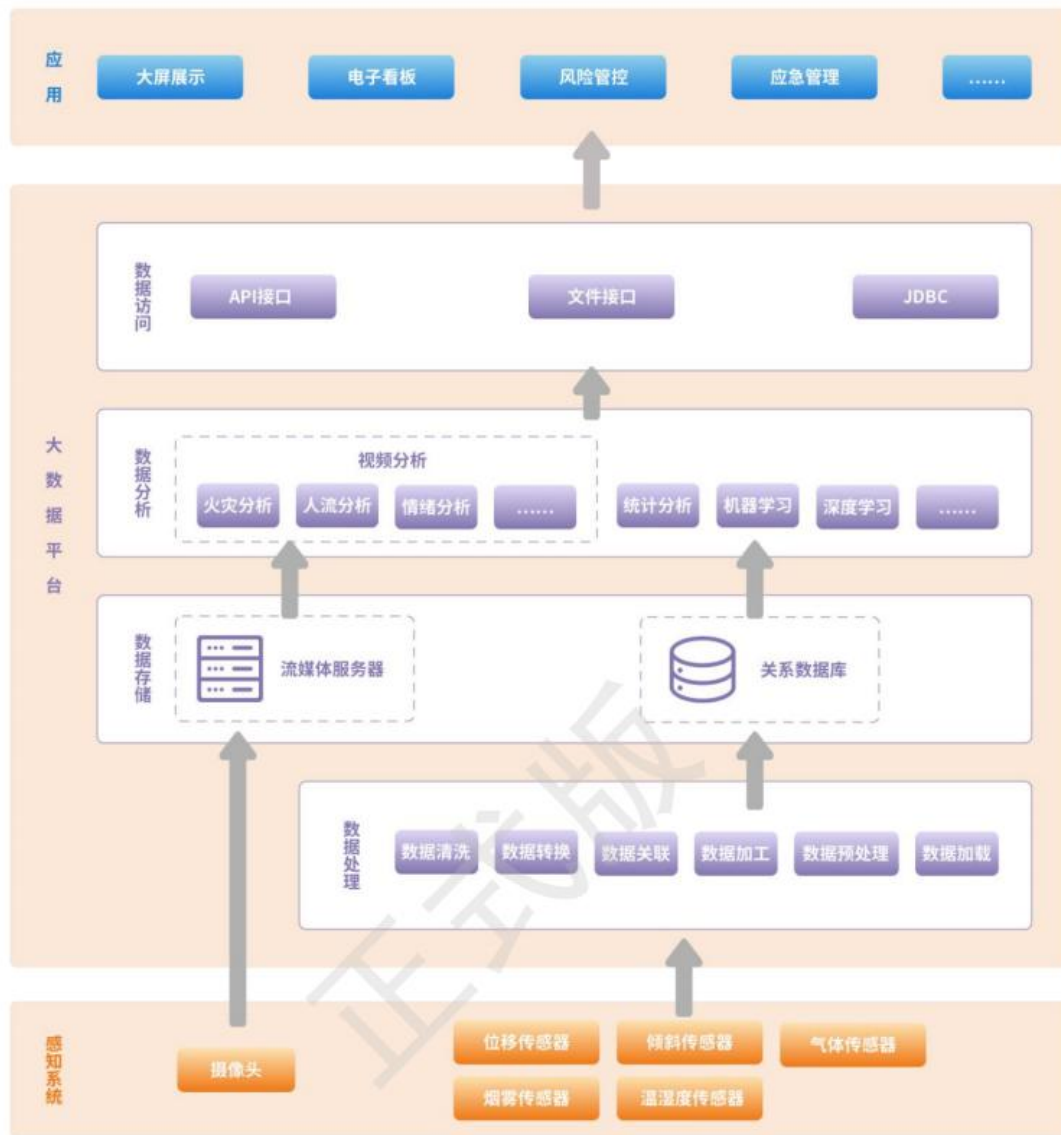 应用
大屏展示 电子看板 风险管控 应急管理 ……
大数据平台
数据访问
API接口 文件接口 JDBC
数据分析
视频分析
火灾分析 人流分析 情绪分析 …… 统计分析 机器学习 深度学习 ……
数据存储
流媒体服务器 关系数据库
数据处理
数据清洗 数据转换 数据关联 数据加工 数据预处理 数据加载
正式版
感知系统
摄像头
位移传感器 倾斜传感器 气体传感器
烟雾传感器 温湿度传感器